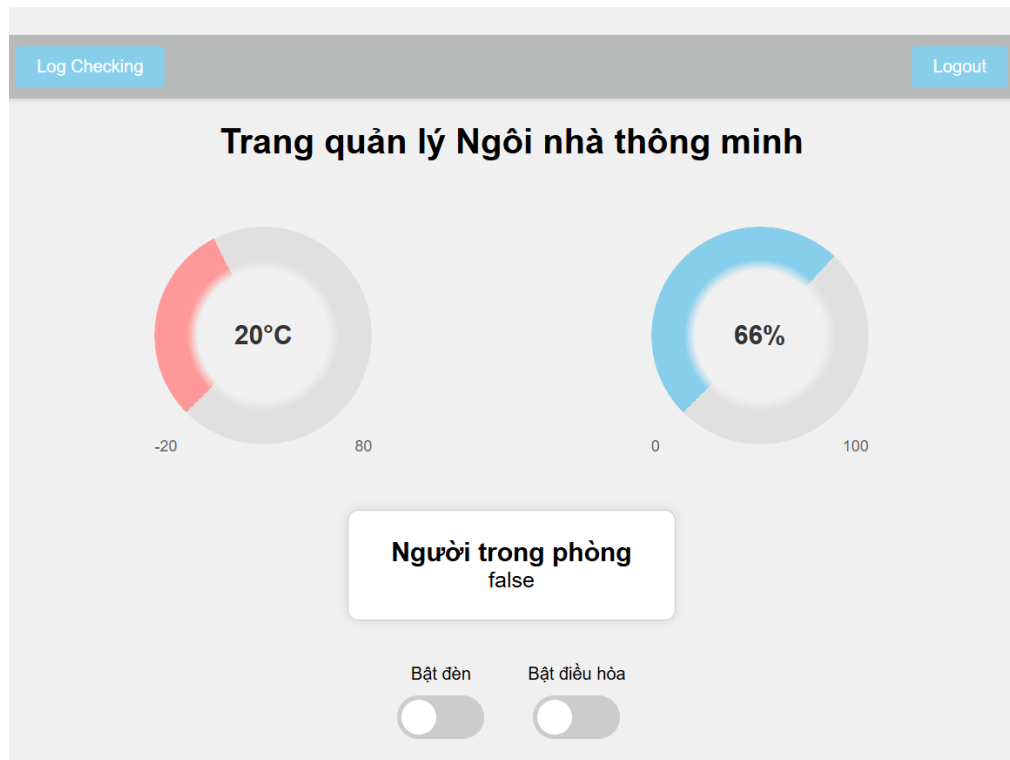 Log Checking
Logout
Trang quản lý Ngôi nhà thông minh
20°C
66%
-20
80
0
100
Người trong phòng
false
Bật đèn
Bật điều hòa